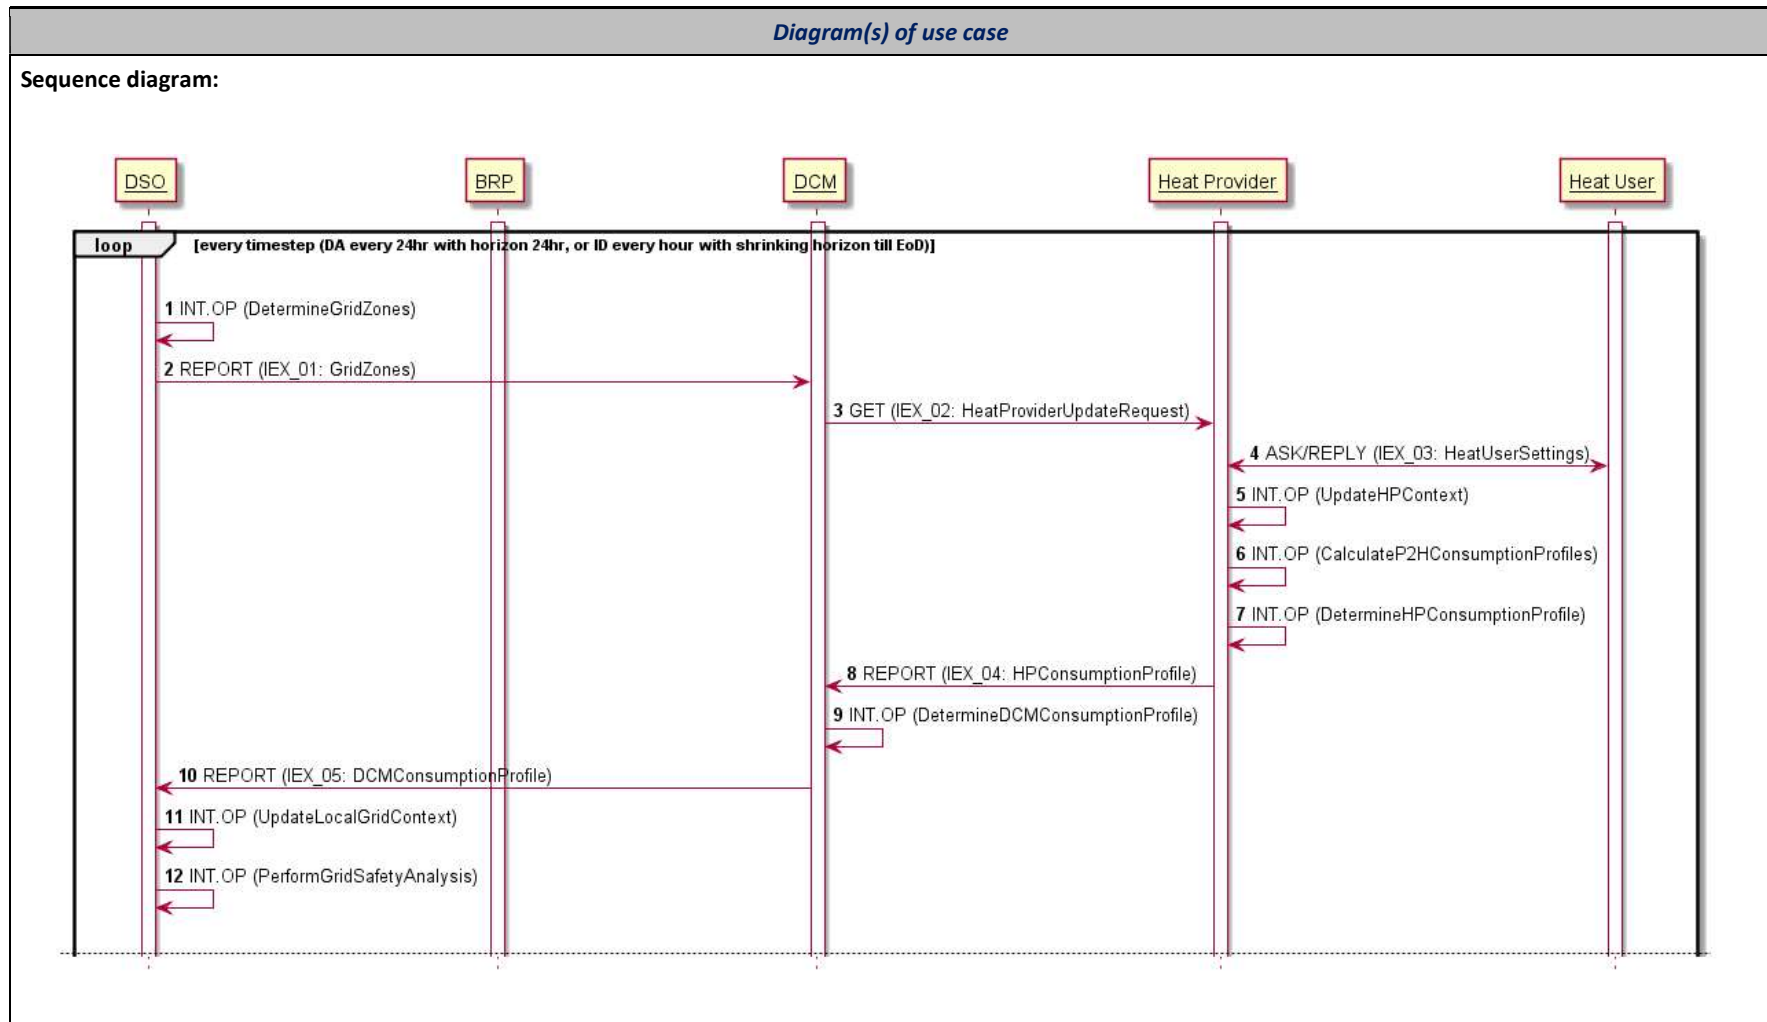 Diagram(s) of use case
Sequence diagram:
DSO BRP DCM Heat Provider Heat User
loop [every timestep (DA every 24hr with horizon 24hr, or ID every hour with shrinking horizon till EoD)]
1 INT.OP (DetermineGridZones)
2 REPORT (IEX_01: GridZones)
3 GET (IEX_02: HeatProviderUpdateRequest)
4 ASK/REPLY (IEX_03: HeatUserSettings)
5 INT.OP (UpdateHPContext)
6 INT.OP (CalculateP2HConsumptionProfiles)
7 INT.OP (DetermineHPConsumptionProfile)
8 REPORT (IEX_04: HPConsumptionProfile)
9 INT.OP (DetermineDCMConsumptionProfile)
10 REPORT (IEX_05: DCMConsumptionProfile)
11 INT.OP (UpdateLocalGridContext)
12 INT.OP (PerformGridSafetyAnalysis)